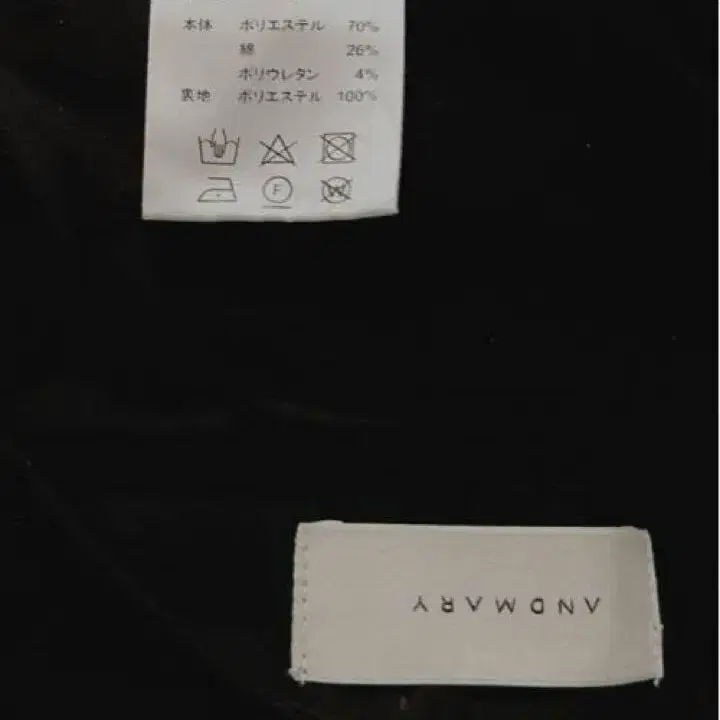 本体 ポリエステル 70%
綿 26%
ポリウレタン 4%
裏地 ポリエステル 100%
F
W
ANDMARY